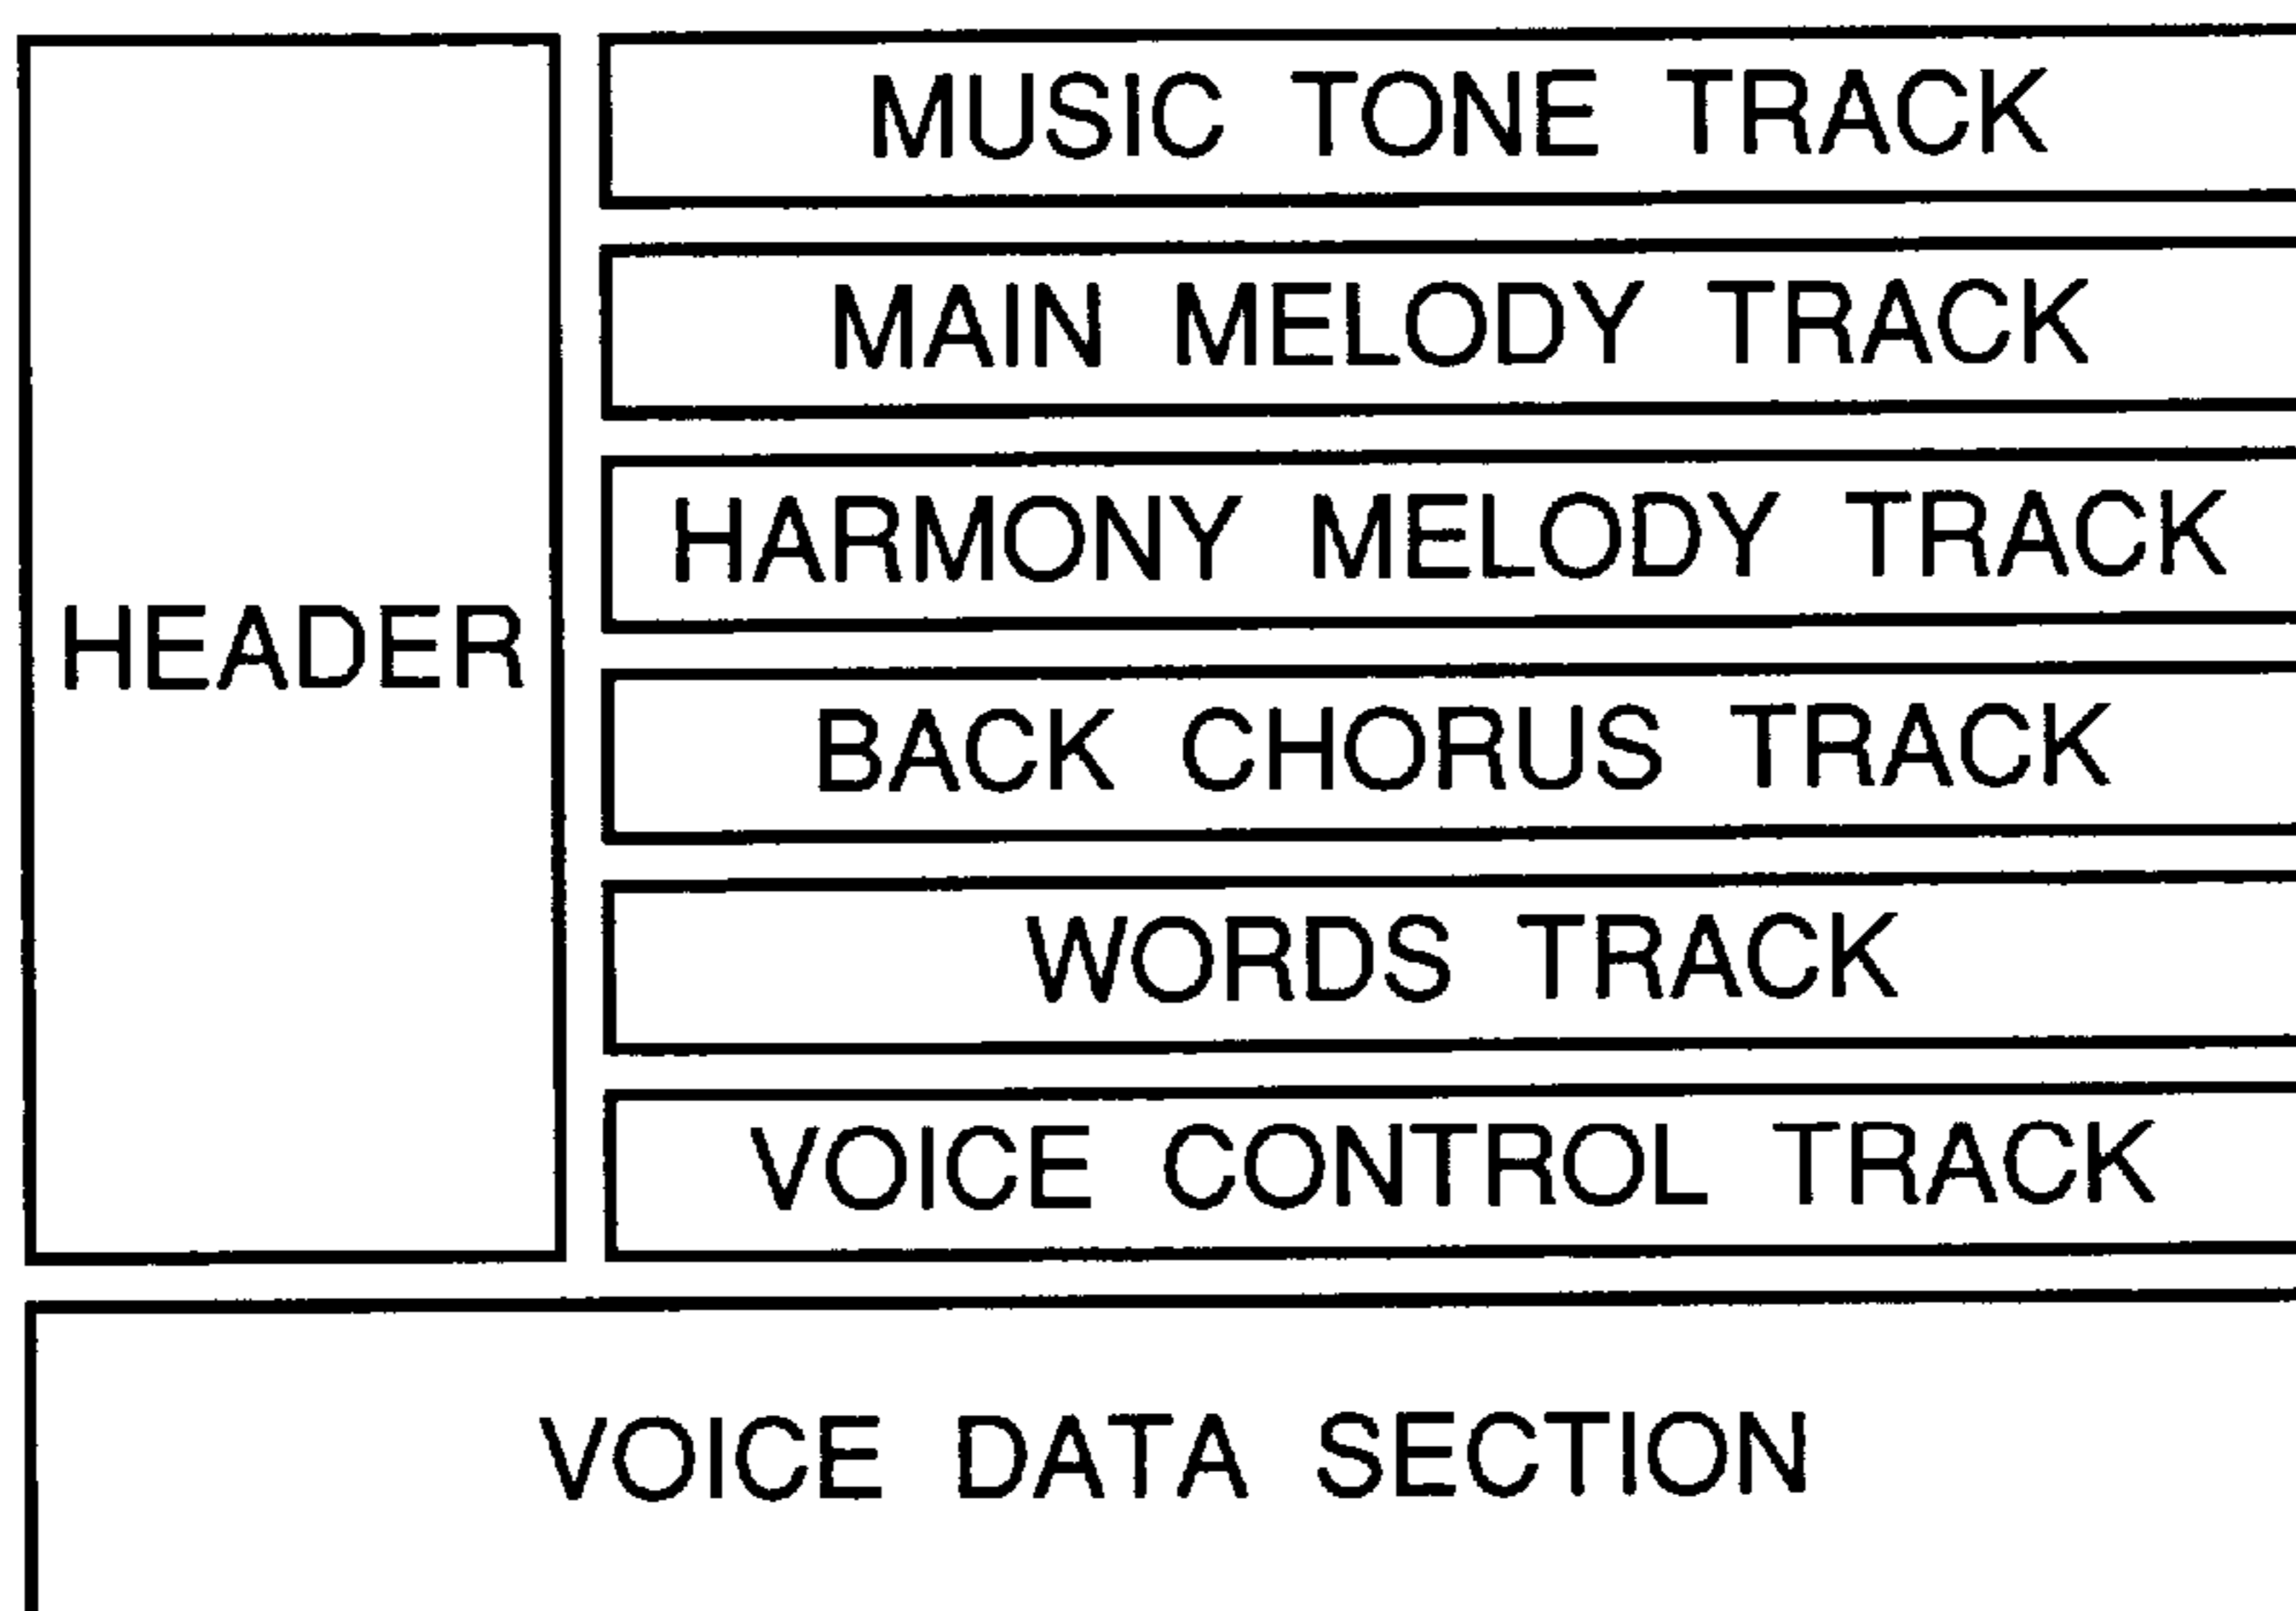 HEADER
MUSIC TONE TRACK
MAIN MELODY TRACK
HARMONY MELODY TRACK
BACK CHORUS TRACK
WORDS TRACK
VOICE CONTROL TRACK
VOICE DATA SECTION